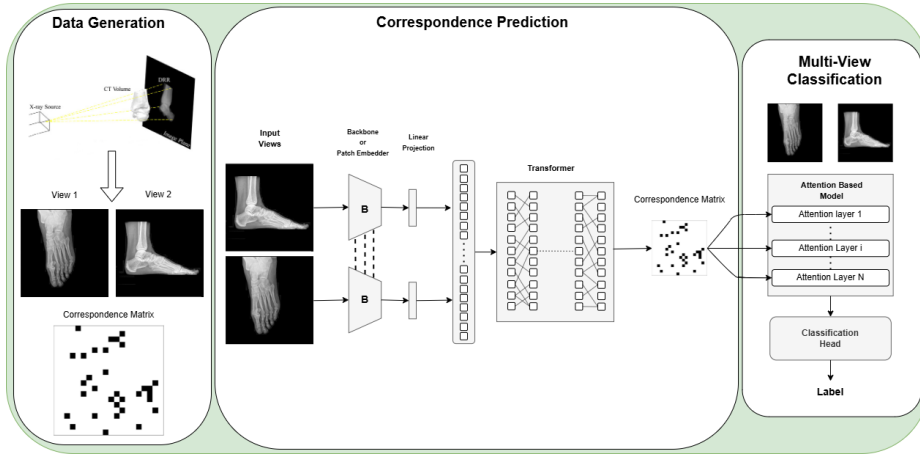 Data Generation
X-ray Source
CT Volume
DRR
Image Plane
View 1
View 2
Correspondence Matrix
Correspondence Prediction
Input
Views
Backbone
or
Patch Embedder
Linear
Projection
B
B
Transformer
Correspondence Matrix
Multi-View
Classification
Attention Based
Model
Attention layer 1
Attention Layer i
Attention Layer N
Classification
Head
Label